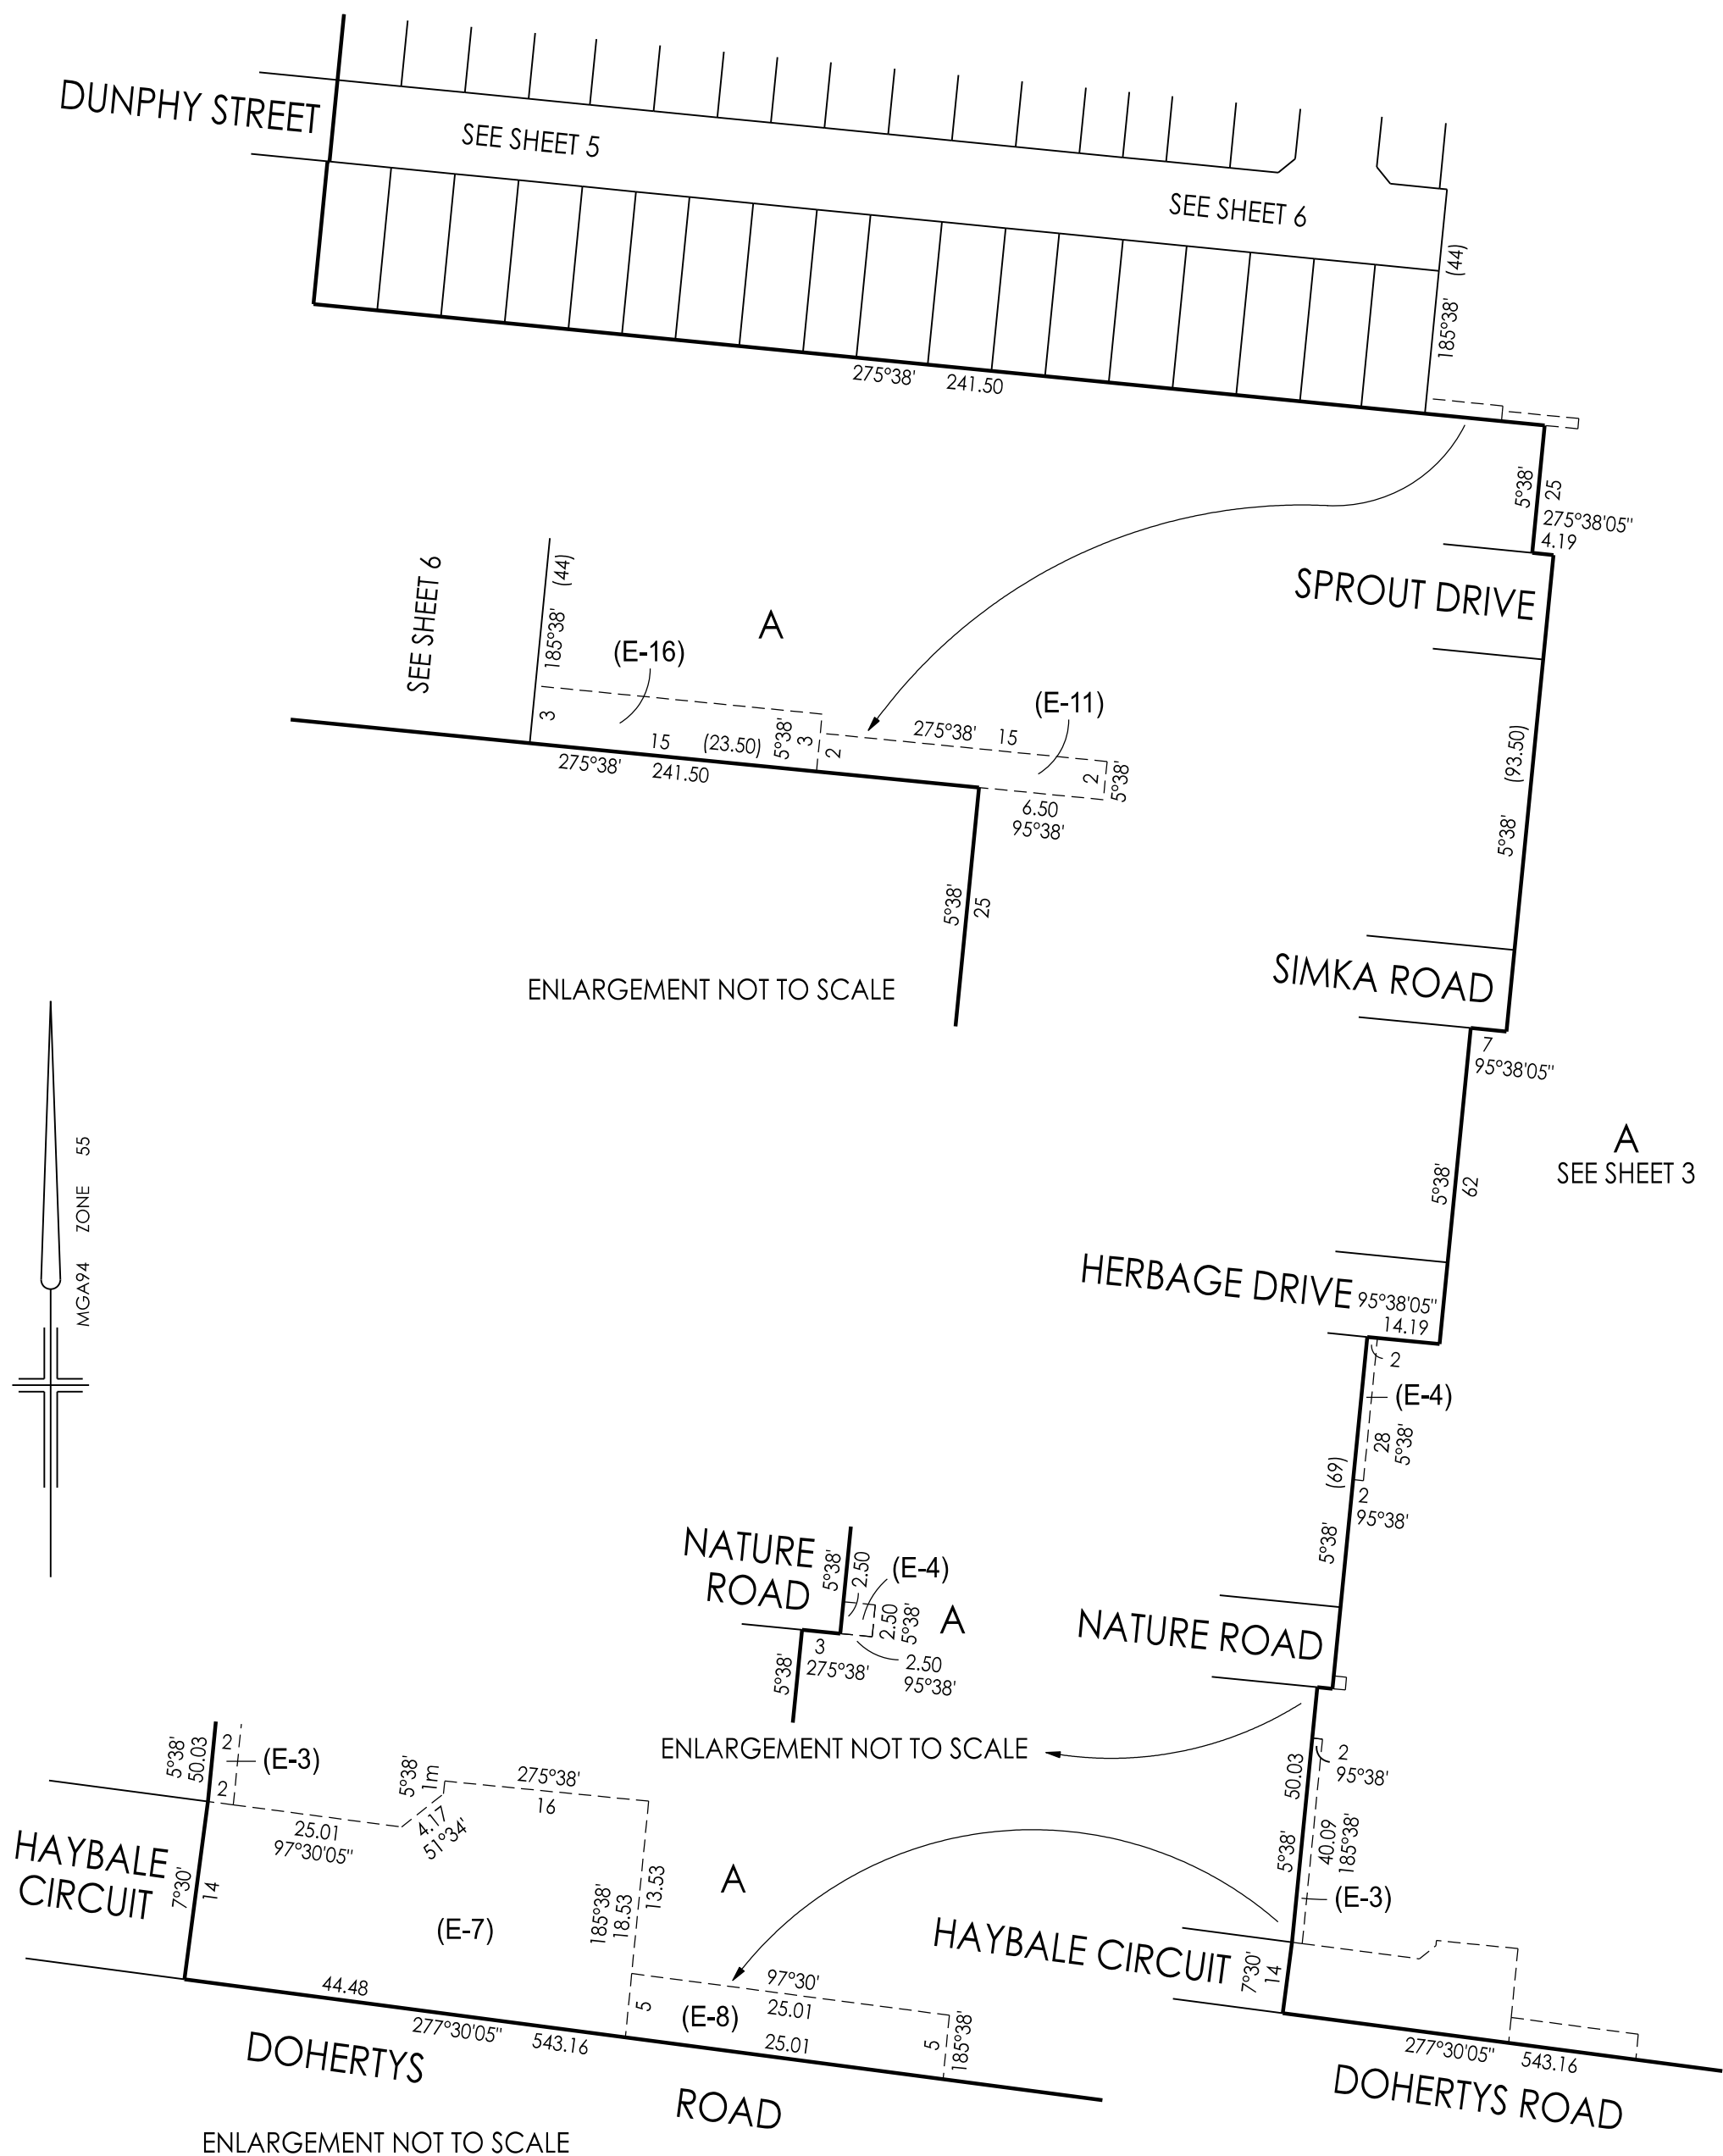 DUNPHY STREET
SEE SHEET 5
SEE SHEET 6
(44)
185°38'
275°38' 241.50
5°38'
25
275°38'05"
4.19
SPROUT DRIVE
SEE SHEET 6
(44)
185°38'
(E-16)
A
(E-11)
3
15 (23.50)
5°38'
3
2
275°38' 15
2
5°38'
275°38' 241.50
6.50
95°38'
5°38'
25
ENLARGEMENT NOT TO SCALE
(93.50)
5°38'
SIMKA ROAD
7
95°38'05"
A
SEE SHEET 3
5°38'
62
MGA94 ZONE 55
HERBAGE DRIVE
95°38'05"
14.19
2
(E-4)
28
5°38'
(69)
2
95°38'
5°38'
NATURE ROAD
NATURE
ROAD
5°38'
2.50
(E-4)
2.50
5°38'
A
3
275°38'
2.50
95°38'
5°38'
ENLARGEMENT NOT TO SCALE
50.03
2
95°38'
5°38'
40.09
185°38'
(E-3)
HAYBALE CIRCUIT
7°30'
14
277°30'05" 543.16
DOHERTYS ROAD
5°38'
50.03
2
(E-3)
2
25.01
97°30'05"
5°38'
1m
4.17
51°34'
275°38'
16
HAYBALE
CIRCUIT
7°30'
14
(E-7)
185°38'
18.53
13.53
A
44.48
5
97°30'
25.01
(E-8)
25.01
5
185°38'
277°30'05" 543.16
DOHERTYS
ROAD
ENLARGEMENT NOT TO SCALE